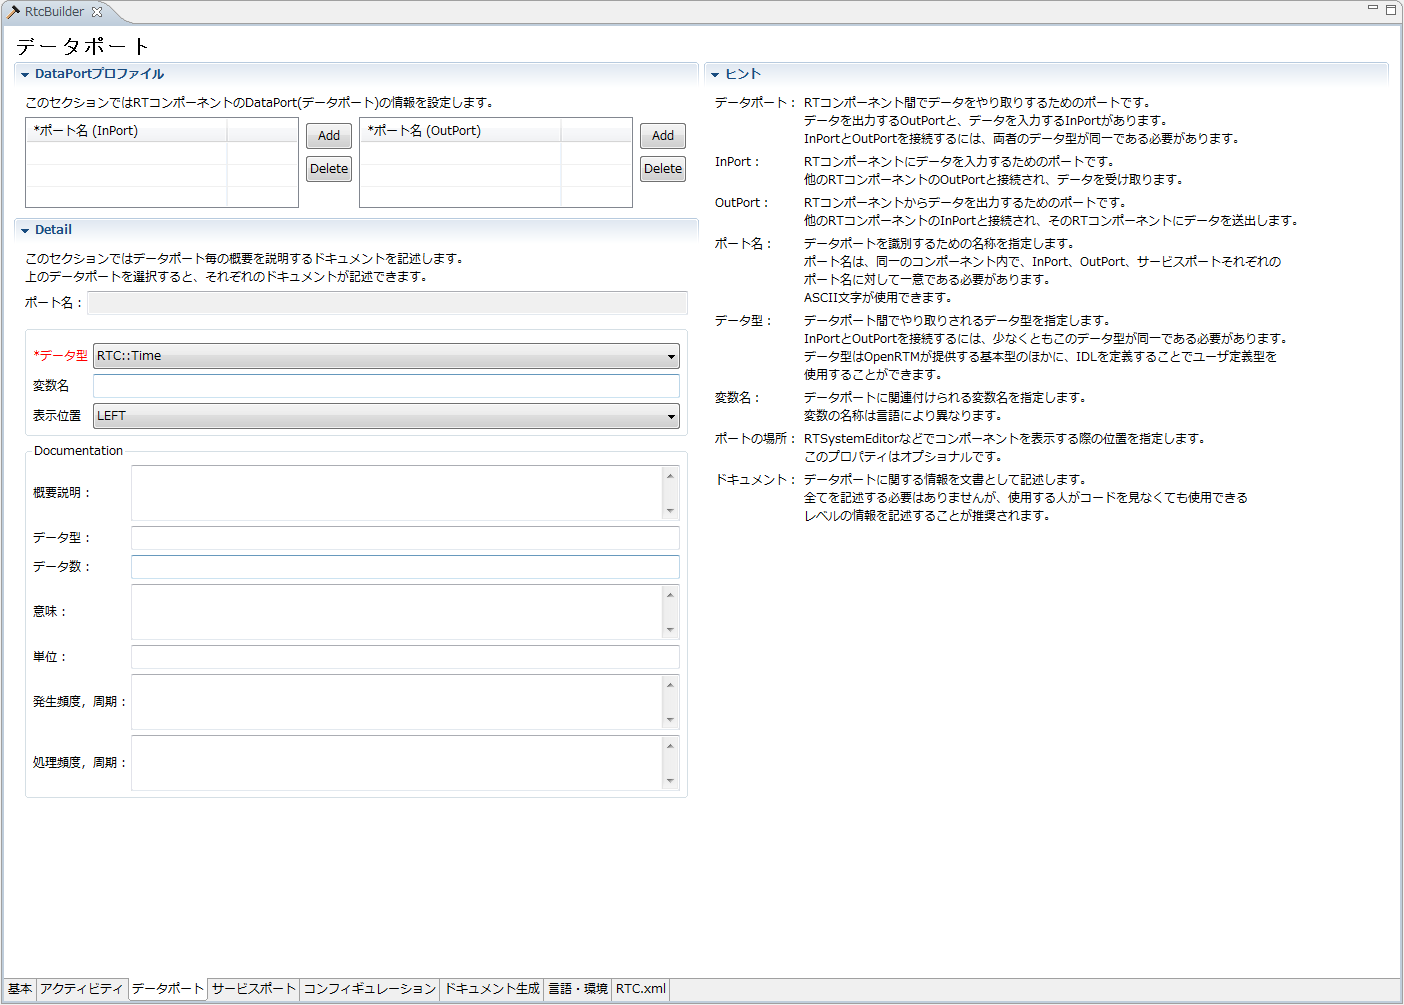 RtcBuilder
データポート
DataPortプロファイル
このセクションではRTコンポーネントのDataPort(データポート)の情報を設定します。
*ポート名 (InPort)
Add
Delete
*ポート名 (OutPort)
Add
Delete
Detail
このセクションではデータポート毎の概要を説明するドキュメントを記述します。
上のデータポートを選択すると、それぞれのドキュメントが記述できます。
ポート名：
*データ型 RTC::Time
変数名
表示位置 LEFT
Documentation
概要説明：
データ型：
データ数：
意味：
単位：
発生頻度，周期：
処理頻度，周期：
ヒント
データポート： RTコンポーネント間でデータをやり取りするためのポートです。
データを出力するOutPortと、データを入力するInPortがあります。
InPortとOutPortを接続するには、両者のデータ型が同一である必要があります。
InPort： RTコンポーネントにデータを入力するためのポートです。
他のRTコンポーネントのOutPortと接続され、データを受け取ります。
OutPort： RTコンポーネントからデータを出力するためのポートです。
他のRTコンポーネントのInPortと接続され、そのRTコンポーネントにデータを送出します。
ポート名： データポートを識別するための名称を指定します。
ポート名は、同一のコンポーネント内で、InPort、OutPort、サービスポートそれぞれの
ポート名に対して一意である必要があります。
ASCII文字が使用できます。
データ型： データポート間でやり取りされるデータ型を指定します。
InPortとOutPortを接続するには、少なくともこのデータ型が同一である必要があります。
データ型はOpenRTMが提供する基本型のほかに、IDLを定義することでユーザ定義型を
使用することができます。
変数名： データポートに関連付けられる変数名を指定します。
変数の名称は言語により異なります。
ポートの場所： RTSystemEditorなどでコンポーネントを表示する際の位置を指定します。
このプロパティはオプショナルです。
ドキュメント： データポートに関する情報を文書として記述します。
全てを記述する必要はありませんが、使用する人がコードを見なくても使用できる
レベルの情報を記述することが推奨されます。
基本 アクティビティ データポート サービスポート コンフィギュレーション ドキュメント生成 言語・環境 RTC.xml